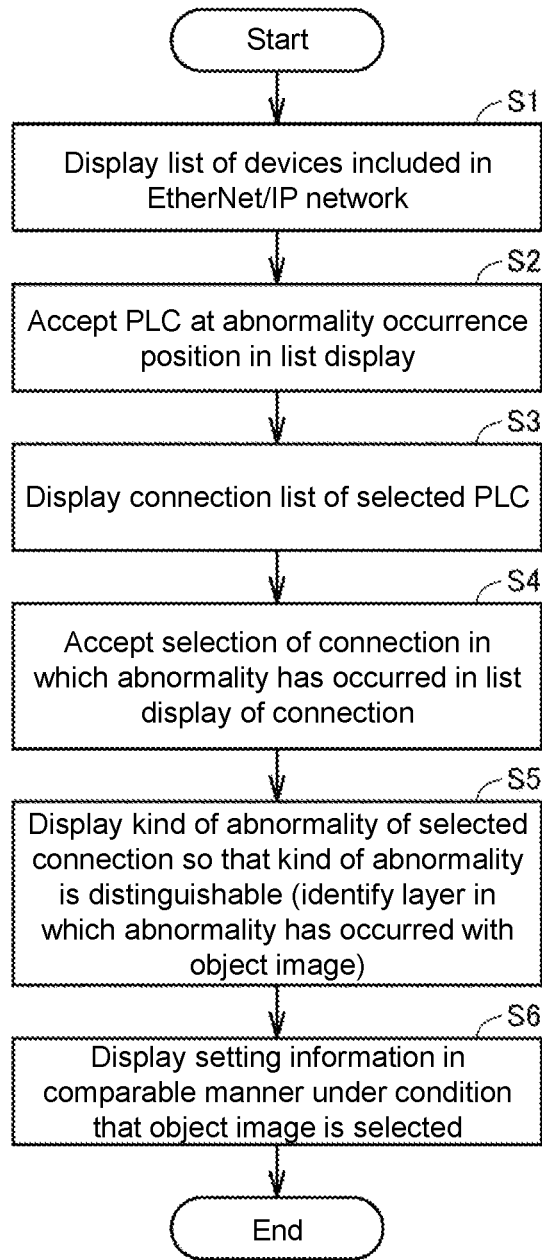 Start
S1
Display list of devices included in
EtherNet/IP network
S2
Accept PLC at abnormality occurrence
position in list display
S3
Display connection list of selected PLC
S4
Accept selection of connection in
which abnormality has occurred in list
display of connection
S5
Display kind of abnormality of selected
connection so that kind of abnormality
is distinguishable (identify layer in
which abnormality has occurred with
object image)
S6
Display setting information in
comparable manner under condition
that object image is selected
End